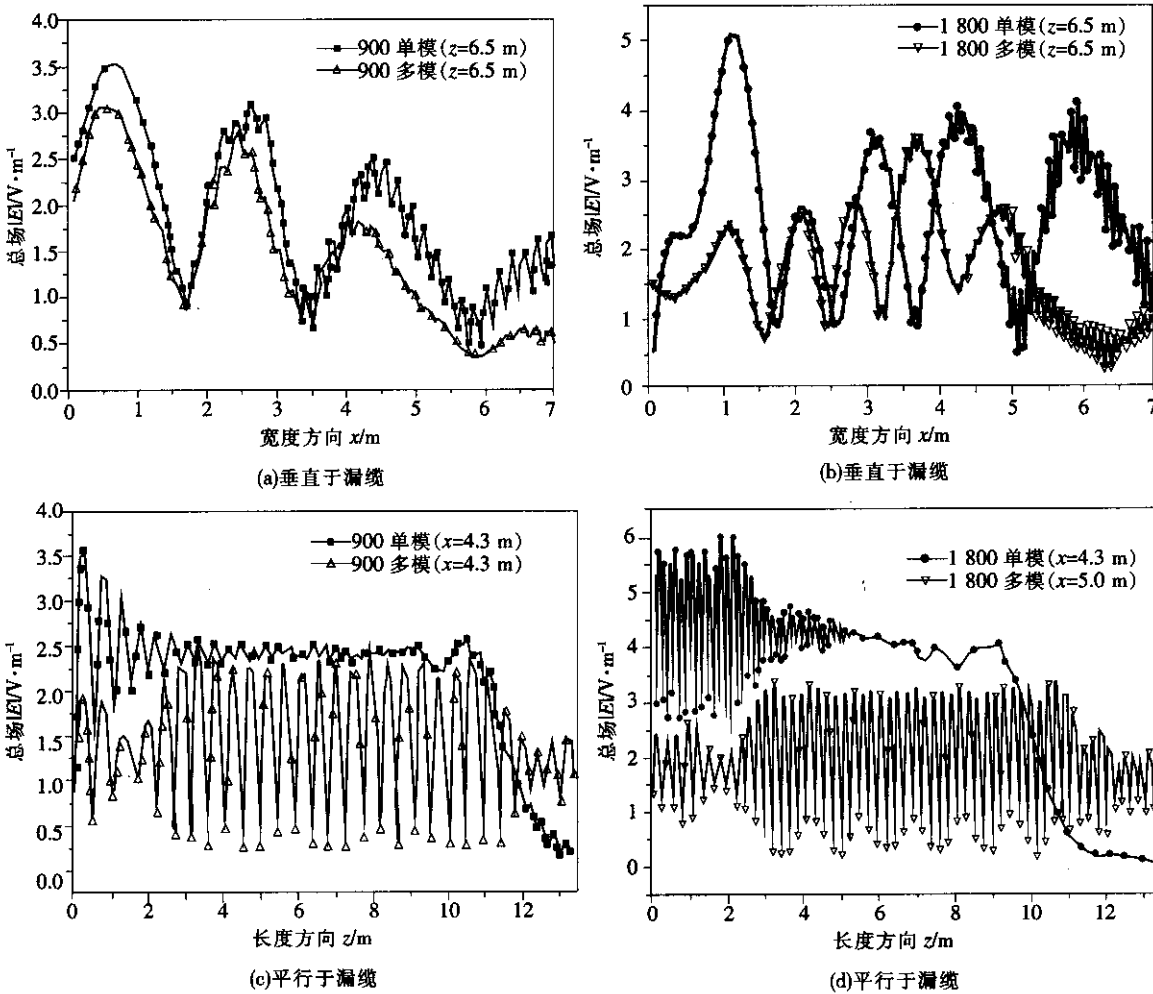 4.0
3.5
3.0
2.5
2.0
1.5
1.0
0.5
0.0
总场|E|/V·m⁻¹
900 单模(z=6.5 m)
900 多模(z=6.5 m)
0 1 2 3 4 5 6 7
宽度方向 x/m
(a)垂直于漏缆
5
4
3
2
1
0
总场|E|/V·m⁻¹
1 800 单模(z=6.5 m)
1 800 多模(z=6.5 m)
0 1 2 3 4 5 6 7
宽度方向 x/m
(b)垂直于漏缆
4.0
3.5
3.0
2.5
2.0
1.5
1.0
0.5
0.0
总场|E|/V·m⁻¹
900 单模(x=4.3 m)
900 多模(x=4.3 m)
0 2 4 6 8 10 12
长度方向 z/m
(c)平行于漏缆
6
5
4
3
2
1
0
总场|E|/V·m⁻¹
1 800 单模(x=4.3 m)
1 800 多模(x=5.0 m)
0 2 4 6 8 10 12
长度方向 z/m
(d)平行于漏缆